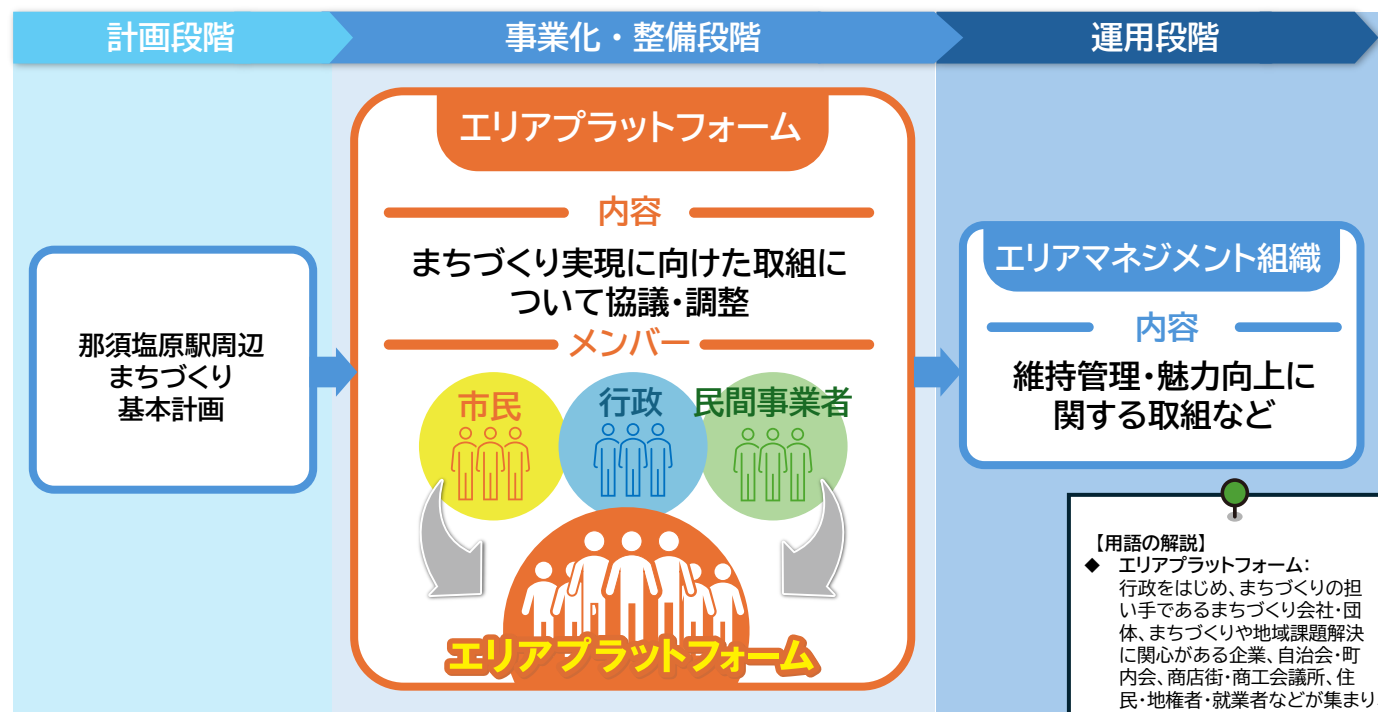 計画段階
事業化・整備段階
運用段階
那須塩原駅周辺
まちづくり
基本計画
エリアプラットフォーム
内容
まちづくり実現に向けた取組に
ついて協議・調整
メンバー
市民
行政
民間事業者
エリアプラットフォーム
エリアマネジメント組織
内容
維持管理・魅力向上に
関する取組など
【用語の解説】
◆ エリアプラットフォーム：
行政をはじめ、まちづくりの担
い手であるまちづくり会社・団
体、まちづくりや地域課題解決
に関心がある企業、自治会・町
内会、商店街・商工会議所、住
民・地権者・就業者などが集まり